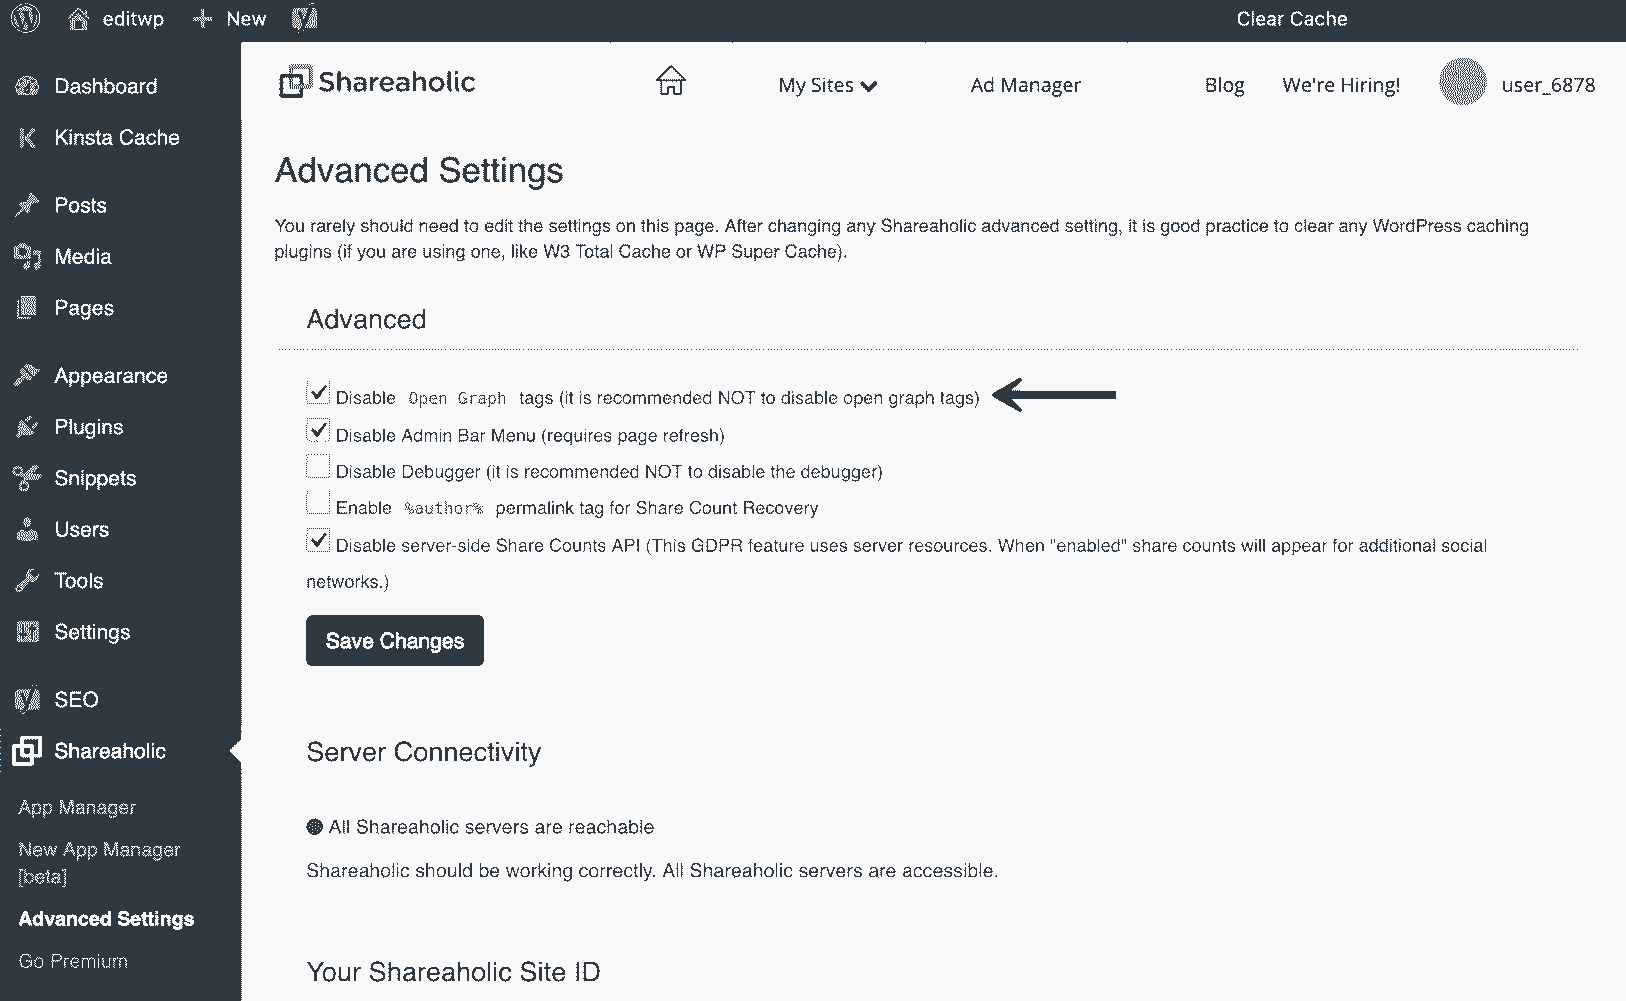 editwp
New
Clear Cache
Dashboard
Kinsta Cache
Posts
Media
Pages
Appearance
Plugins
Snippets
Users
Tools
Settings
SEO
Shareaholic
App Manager
New App Manager
[beta]
Advanced Settings
Go Premium
Shareaholic
My Sites
Ad Manager
Blog
We're Hiring!
user_6878
Advanced Settings
You rarely should need to edit the settings on this page. After changing any Shareaholic advanced setting, it is good practice to clear any WordPress caching
plugins (if you are using one, like W3 Total Cache or WP Super Cache).
Advanced
Disable Open Graph tags (it is recommended NOT to disable open graph tags)
Disable Admin Bar Menu (requires page refresh)
Disable Debugger (it is recommended NOT to disable the debugger)
Enable %author% permalink tag for Share Count Recovery
Disable server-side Share Counts API (This GDPR feature uses server resources. When "enabled" share counts will appear for additional social
networks.)
Save Changes
Server Connectivity
All Shareaholic servers are reachable
Shareaholic should be working correctly. All Shareaholic servers are accessible.
Your Shareaholic Site ID